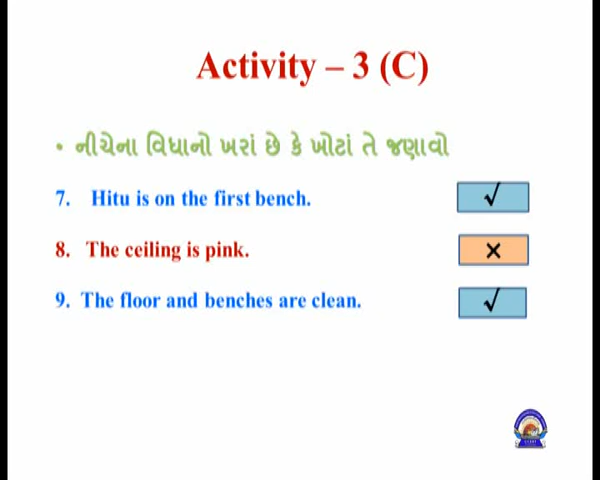 Activity – 3 (C)
• નીચેના વિધાનો ખરાં છે કે ખોટાં તે જણાવો
7. Hitu is on the first bench. √
8. The ceiling is pink. ×
9. The floor and benches are clean. √